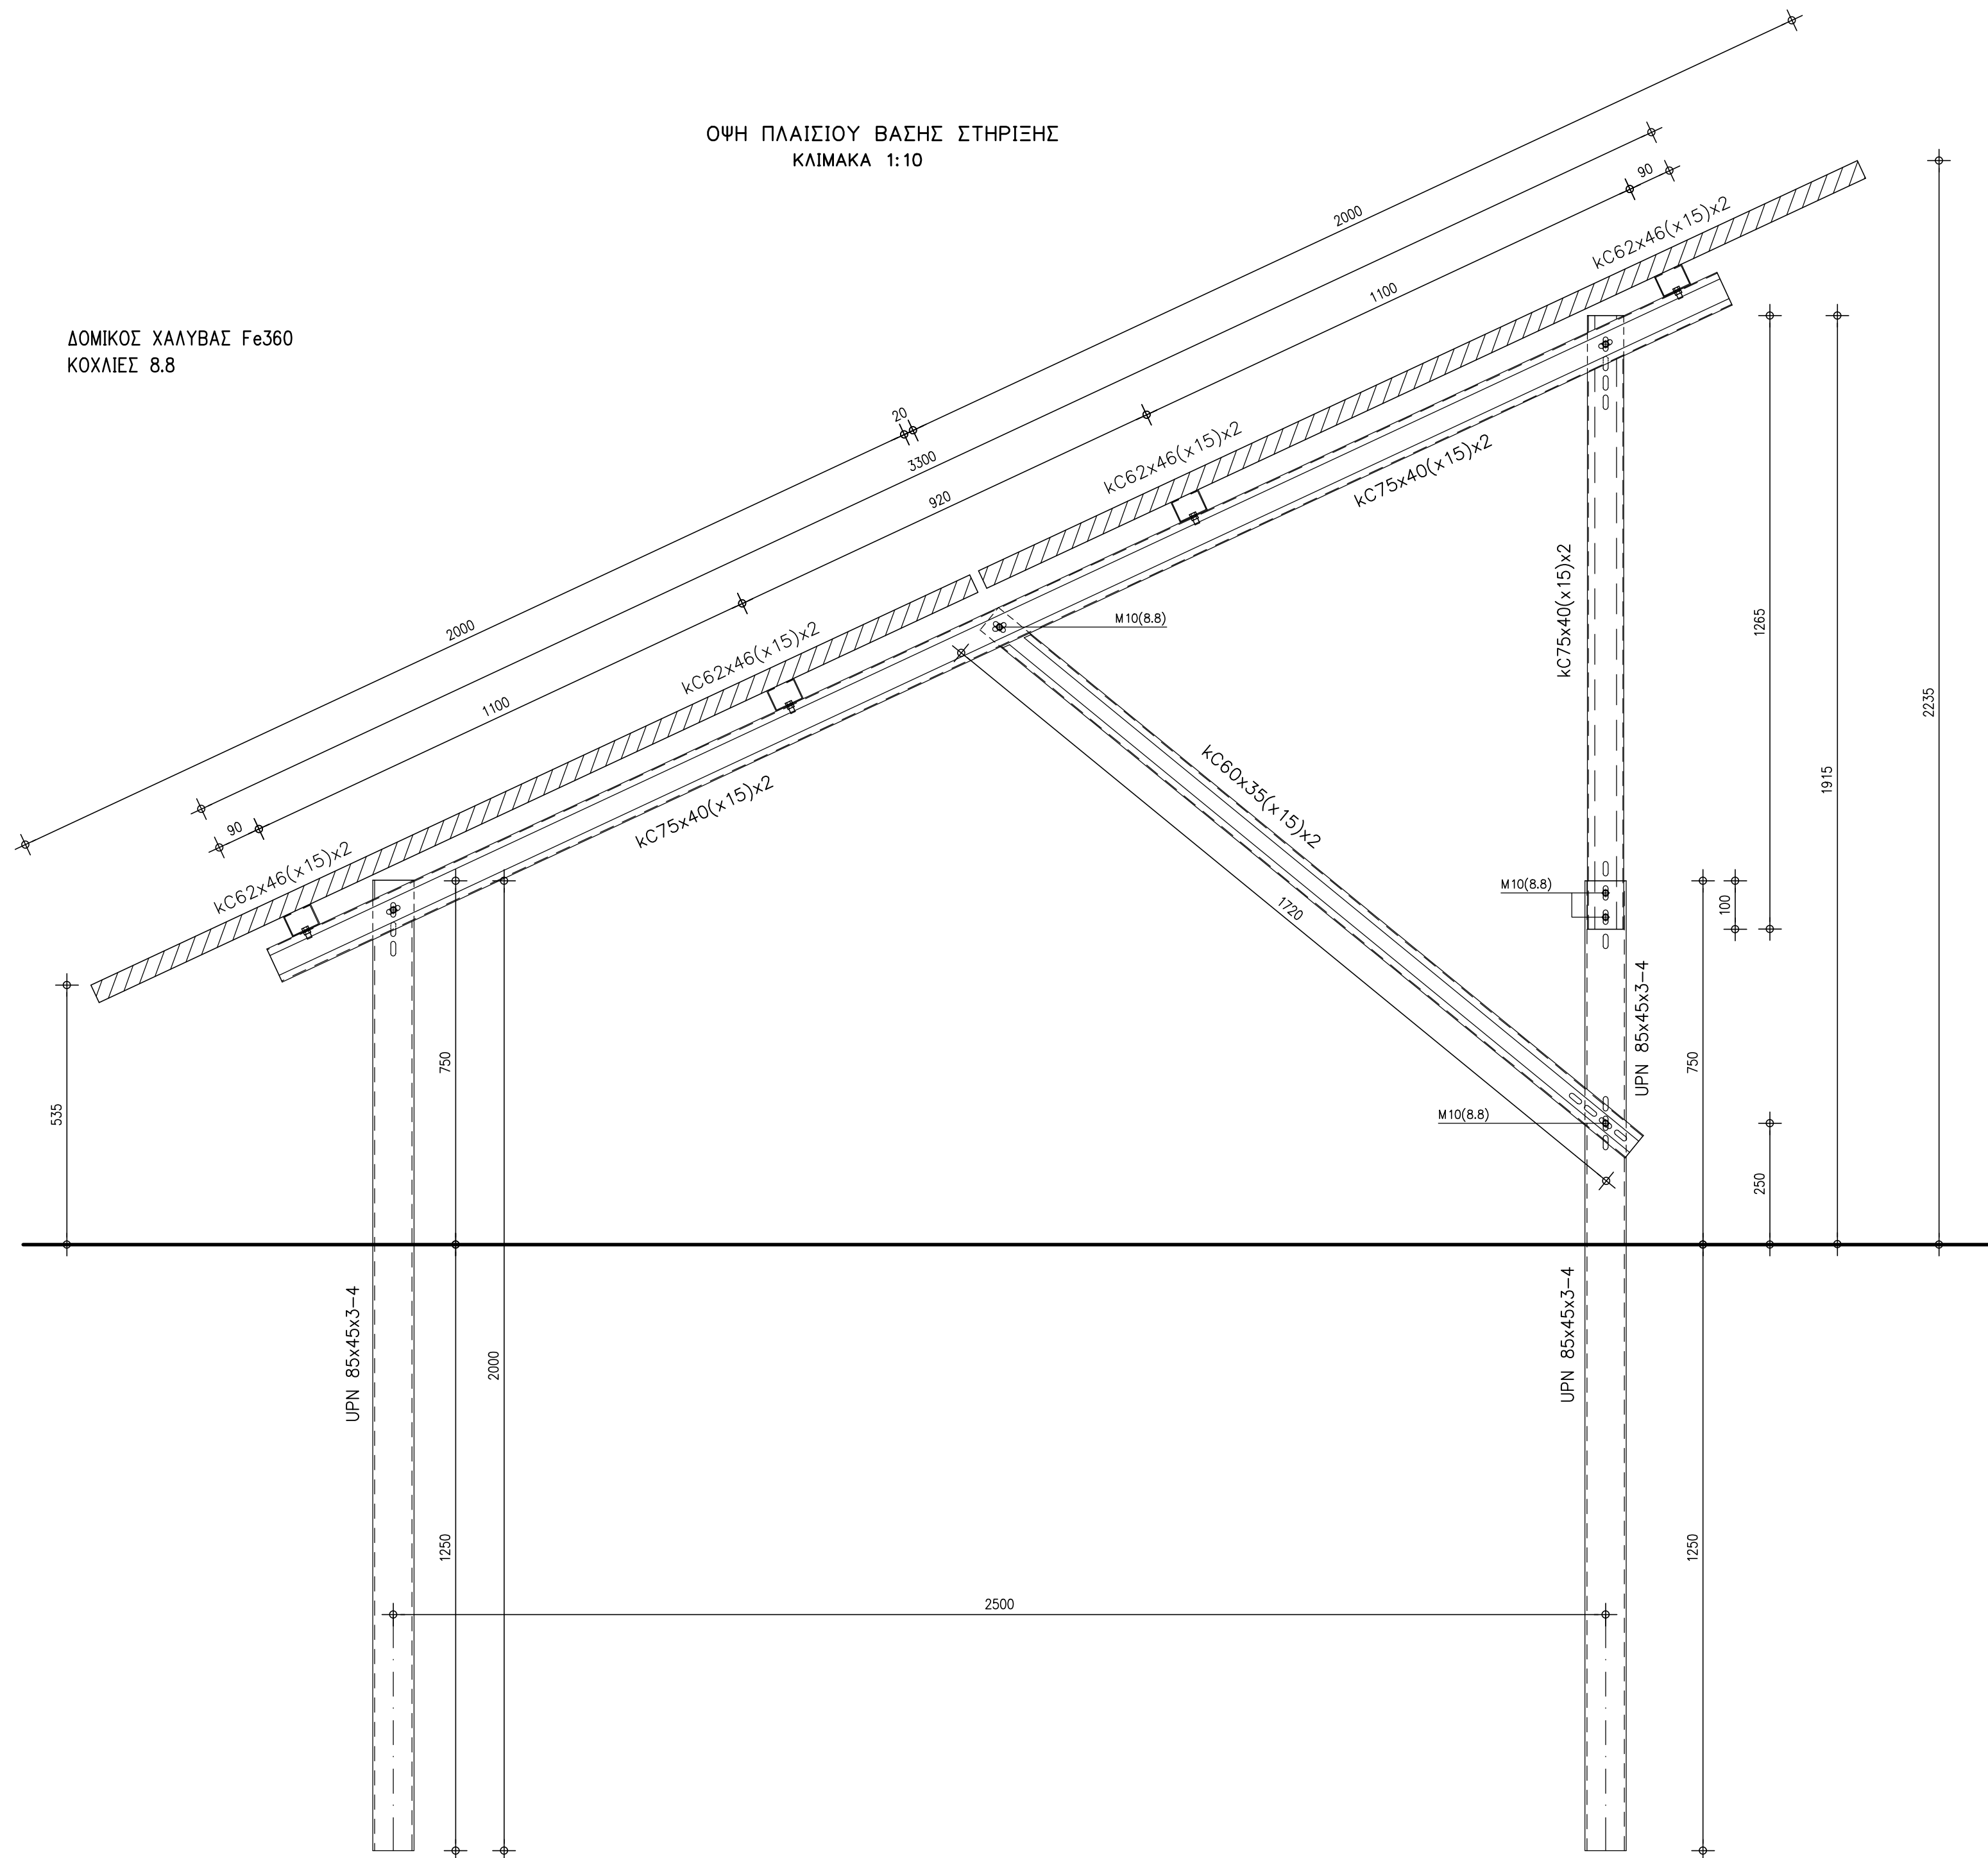 ΟΨΗ ΠΛΑΙΣΙΟΥ ΒΑΣΗΣ ΣΤΗΡΙΞΗΣ
ΚΛΙΜΑΚΑ 1:10
ΔΟΜΙΚΟΣ ΧΑΛΥΒΑΣ Fe360
ΚΟΧΛΙΕΣ 8.8
2000
90
kC62x46(x15)x2
1100
20
3300
kC62x46(x15)x2
kC75x40(x15)x2
920
kC75x40(x15)x2
M10(8.8)
1265
2000
kC62x46(x15)x2
2235
1100
1915
kC60x35(x15)x2
kC75x40(x15)x2
90
kC62x46(x15)x2
M10(8.8)
100
1720
UPN 85x45x3-4
750
750
535
M10(8.8)
250
UPN 85x45x3-4
UPN 85x45x3-4
2000
1250
1250
2500